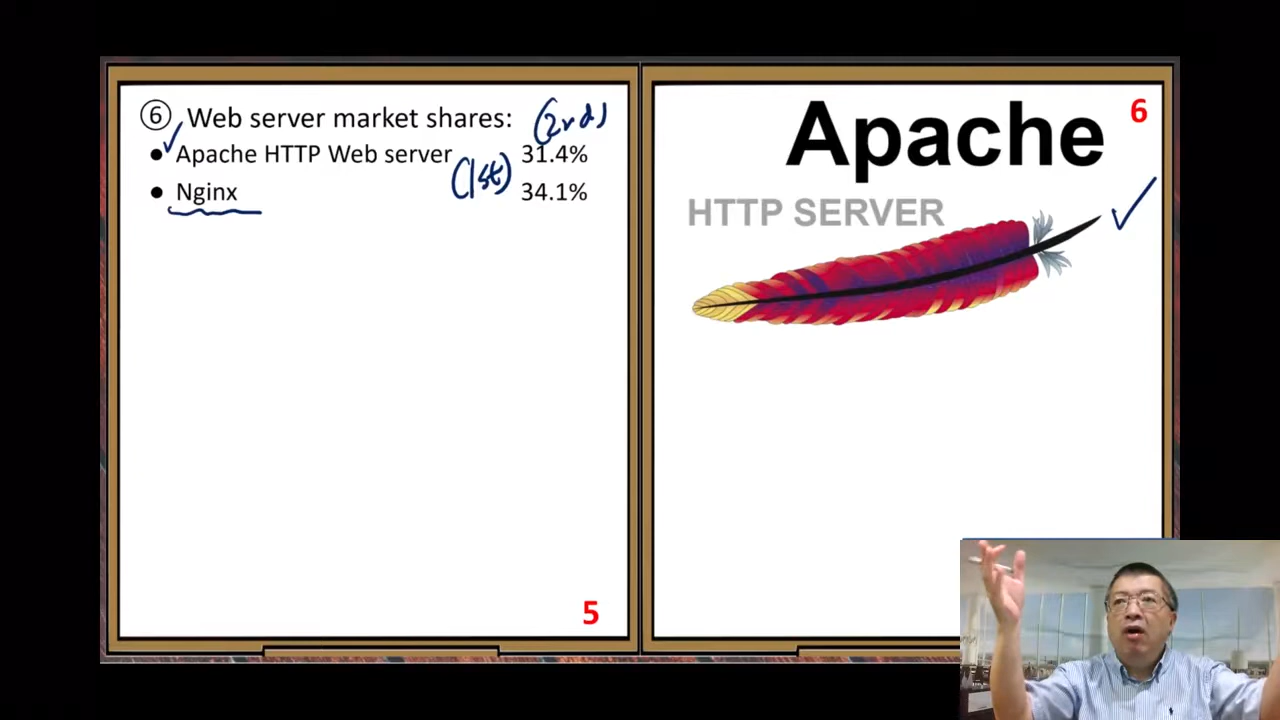 ⑥ Web server market shares: (2nd)
● Apache HTTP Web server 31.4%
● Nginx (1st) 34.1%
5
6
Apache
HTTP SERVER